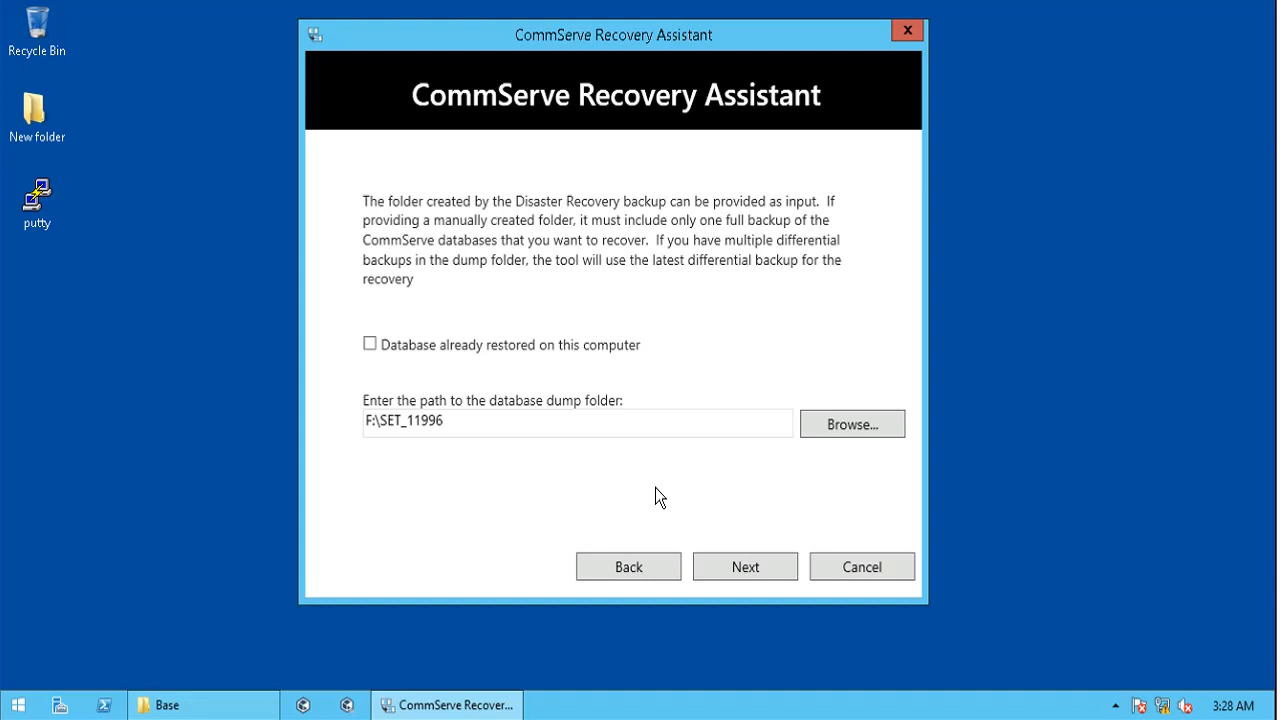 Recycle Bin
New folder
putty
CommServe Recovery Assistant
x
CommServe Recovery Assistant
The folder created by the Disaster Recovery backup can be provided as input.  If
providing a manually created folder, it must include only one full backup of the
CommServe databases that you want to recover.  If you have multiple differential
backups in the dump folder, the tool will use the latest differential backup for the
recovery
Database already restored on this computer
Enter the path to the database dump folder:
F:\SET_11996
Browse...
Back
Next
Cancel
Base
CommServe Recover...
3:28 AM